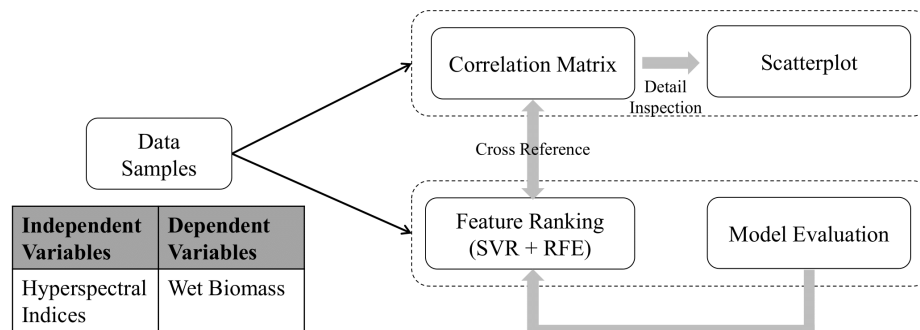 Correlation Matrix
Scatterplot
Detail
Inspection
Data
Samples
Cross Reference
Feature Ranking
(SVR + RFE)
Model Evaluation
Independent
Variables
Dependent
Variables
Hyperspectral
Indices
Wet Biomass